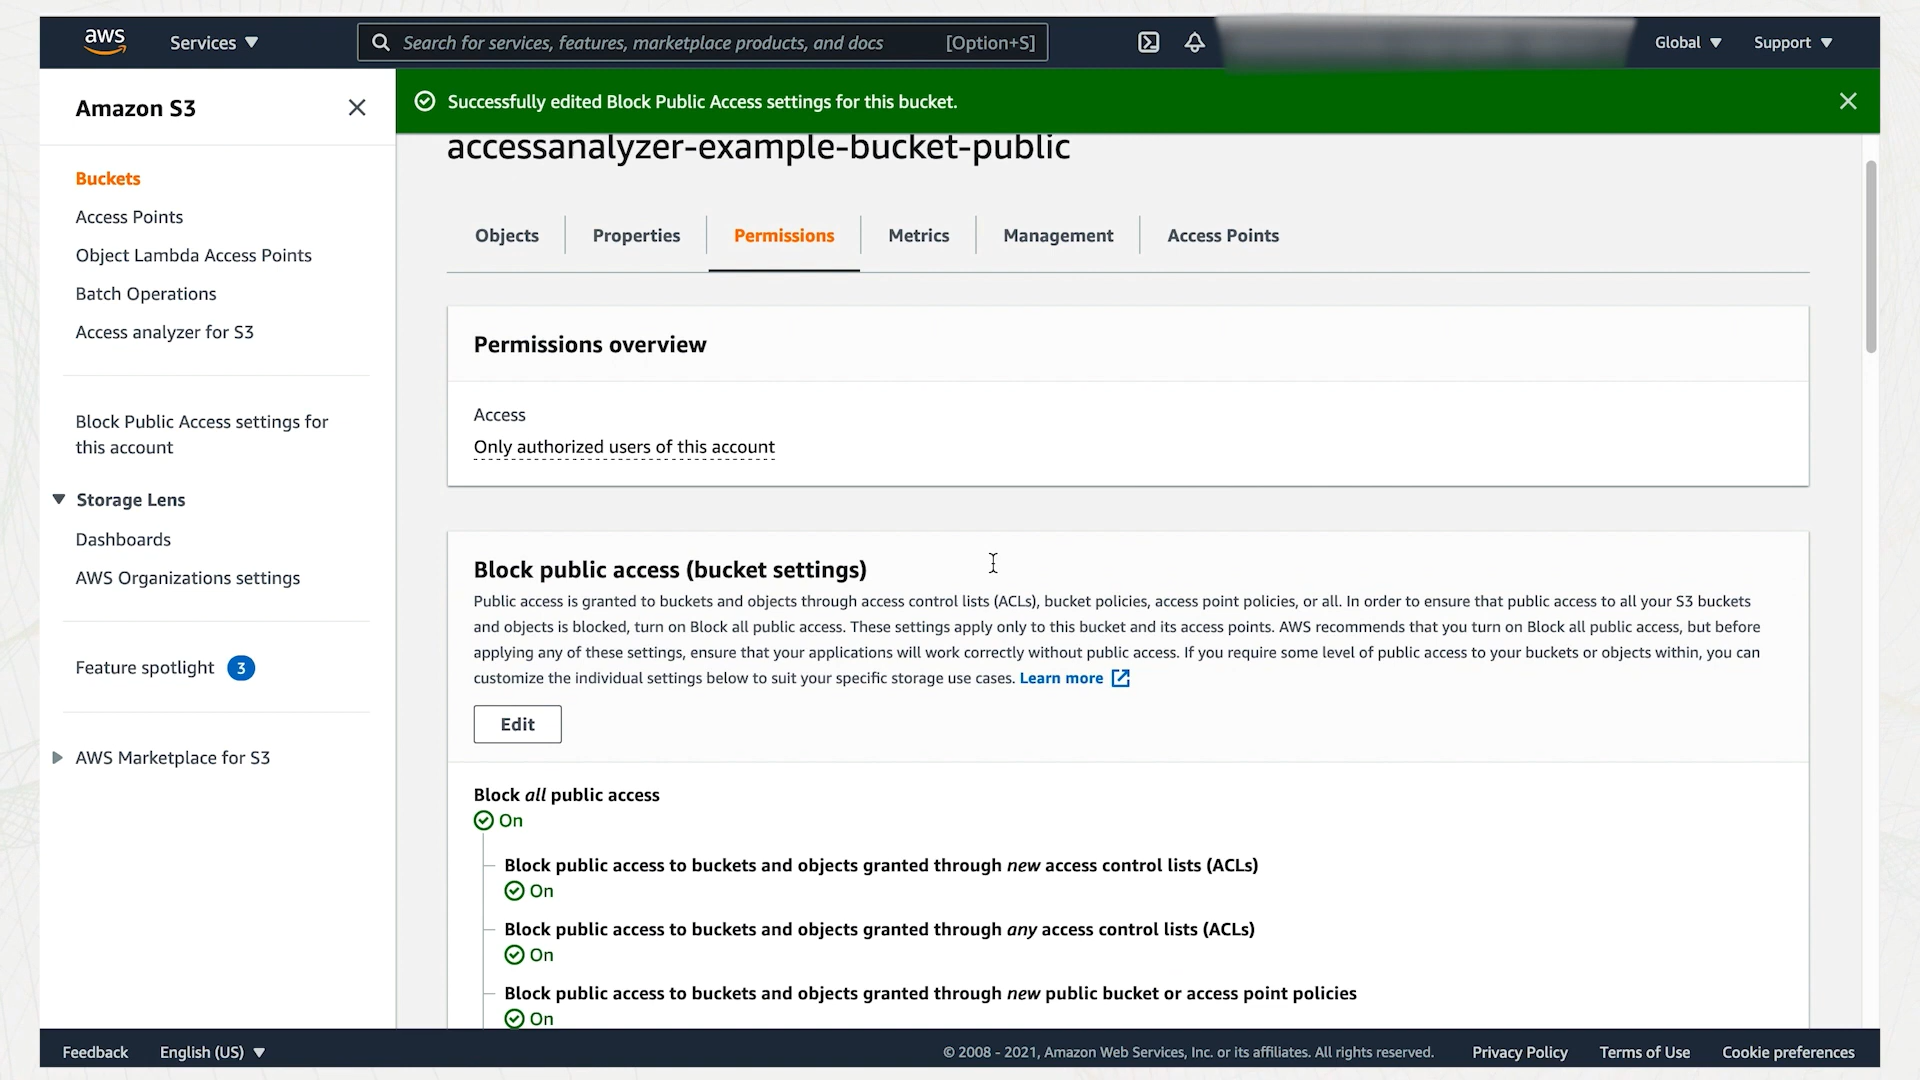 aws
Services
Search for services, features, marketplace products, and docs
[Option+S]
Global
Support
Amazon S3
Successfully edited Block Public Access settings for this bucket.
accessanalyzer-example-bucket-public
Buckets
Access Points
Object Lambda Access Points
Batch Operations
Access analyzer for S3
Block Public Access settings for
this account
Storage Lens
Dashboards
AWS Organizations settings
Feature spotlight 3
AWS Marketplace for S3
Objects
Properties
Permissions
Metrics
Management
Access Points
Permissions overview
Access
Only authorized users of this account
Block public access (bucket settings)
Public access is granted to buckets and objects through access control lists (ACLs), bucket policies, access point policies, or all. In order to ensure that public access to all your S3 buckets
and objects is blocked, turn on Block all public access. These settings apply only to this bucket and its access points. AWS recommends that you turn on Block all public access, but before
applying any of these settings, ensure that your applications will work correctly without public access. If you require some level of public access to your buckets or objects within, you can
customize the individual settings below to suit your specific storage use cases. Learn more
Edit
Block all public access
On
Block public access to buckets and objects granted through new access control lists (ACLs)
On
Block public access to buckets and objects granted through any access control lists (ACLs)
On
Block public access to buckets and objects granted through new public bucket or access point policies
On
Feedback
English (US)
© 2008 - 2021, Amazon Web Services, Inc. or its affiliates. All rights reserved.
Privacy Policy
Terms of Use
Cookie preferences